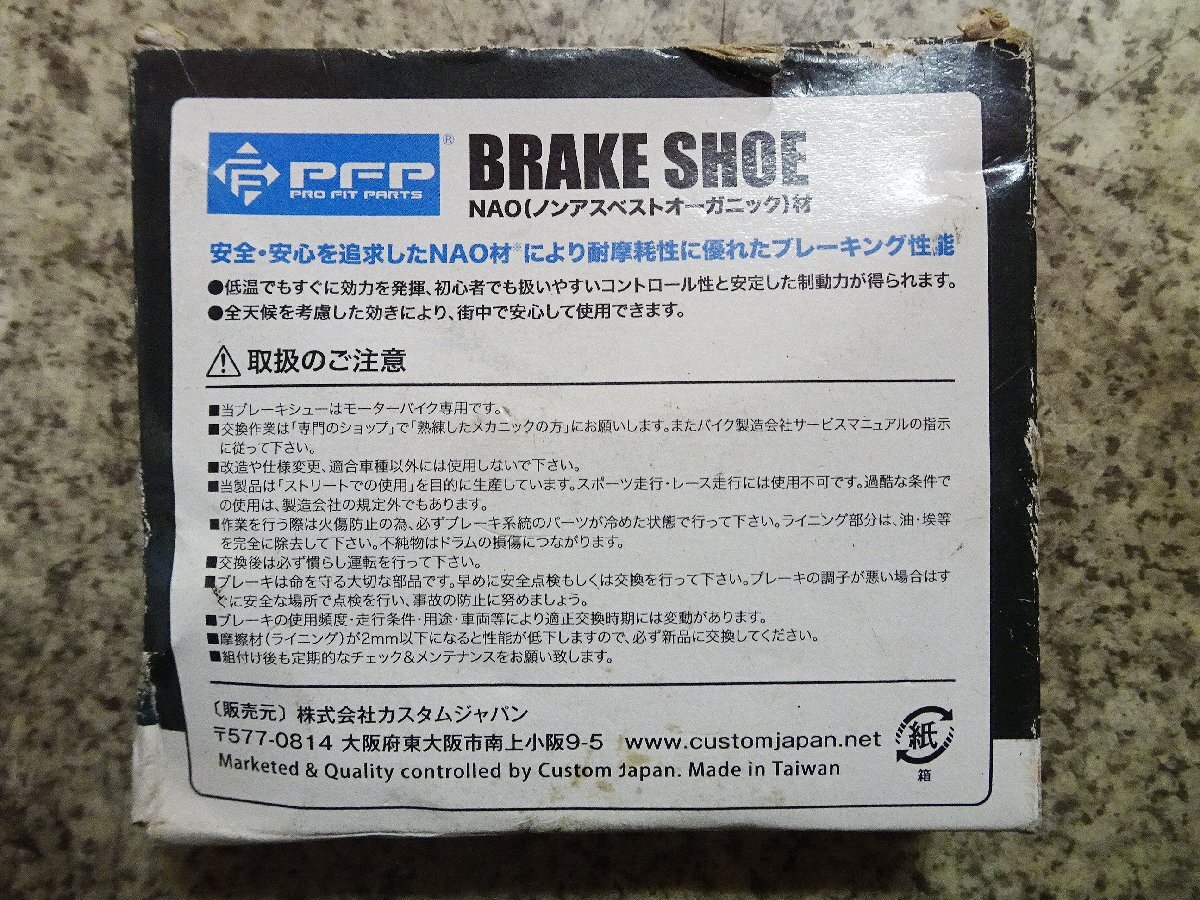 PFP®
PRO FIT PARTS
BRAKE SHOE
NAO(ノンアスベストオーガニック)材
安全・安心を追求したNAO材※により耐摩耗性に優れたブレーキング性能
●低温でもすぐに効力を発揮、初心者でも扱いやすいコントロール性と安定した制動力が得られます。
●全天候を考慮した効きにより、街中で安心して使用できます。
取扱のご注意
■当ブレーキシューはモーターバイク専用です。
■交換作業は「専門のショップ」で「熟練したメカニックの方」にお願いします。またバイク製造会社サービスマニュアルの指示
に従って下さい。
■改造や仕様変更、適合車種以外には使用しないで下さい。
■当製品は「ストリートでの使用」を目的に生産しています。スポーツ走行・レース走行には使用不可です。過酷な条件で
の使用は、製造会社の規定外でもあります。
■作業を行う際は火傷防止の為、必ずブレーキ系統のパーツが冷めた状態で行って下さい。ライニング部分は、油・埃等
を完全に除去して下さい。不純物はドラムの損傷につながります。
■交換後は必ず慣らし運転を行って下さい。
■ブレーキは命を守る大切な部品です。早めに安全点検もしくは交換を行って下さい。ブレーキの調子が悪い場合はす
ぐに安全な場所で点検を行い、事故の防止に努めましょう。
■ブレーキの使用頻度・走行条件・用途・車両等により適正交換時期には変動があります。
■摩擦材(ライニング)が2mm以下になると性能が低下しますので、必ず新品に交換してください。
■組付け後も定期的なチェック&メンテナンスをお願い致します。
〔販売元〕株式会社カスタムジャパン
〒577-0814 大阪府東大阪市南上小阪9-5 www.customjapan.net
Marketed & Quality controlled by Custom Japan. Made in Taiwan
紙
箱